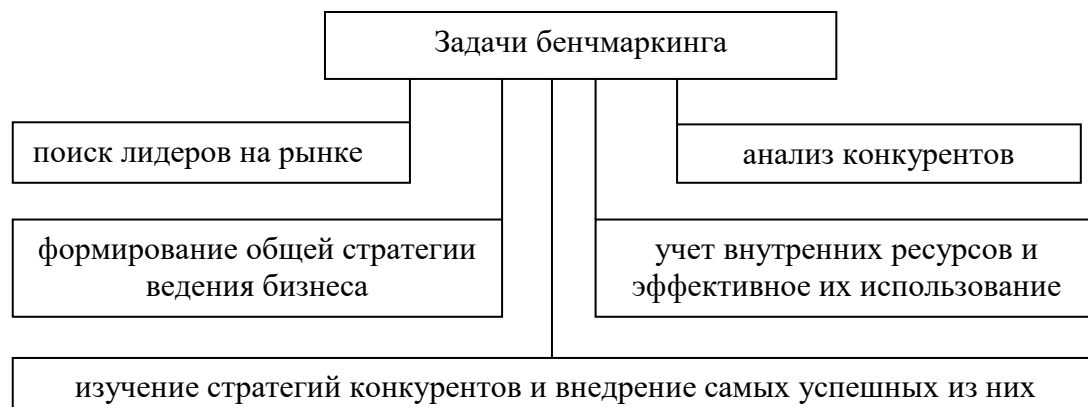 Задачи бенчмаркинга
поиск лидеров на рынке
анализ конкурентов
формирование общей стратегии
ведения бизнеса
учет внутренних ресурсов и
эффективное их использование
изучение стратегий конкурентов и внедрение самых успешных из них